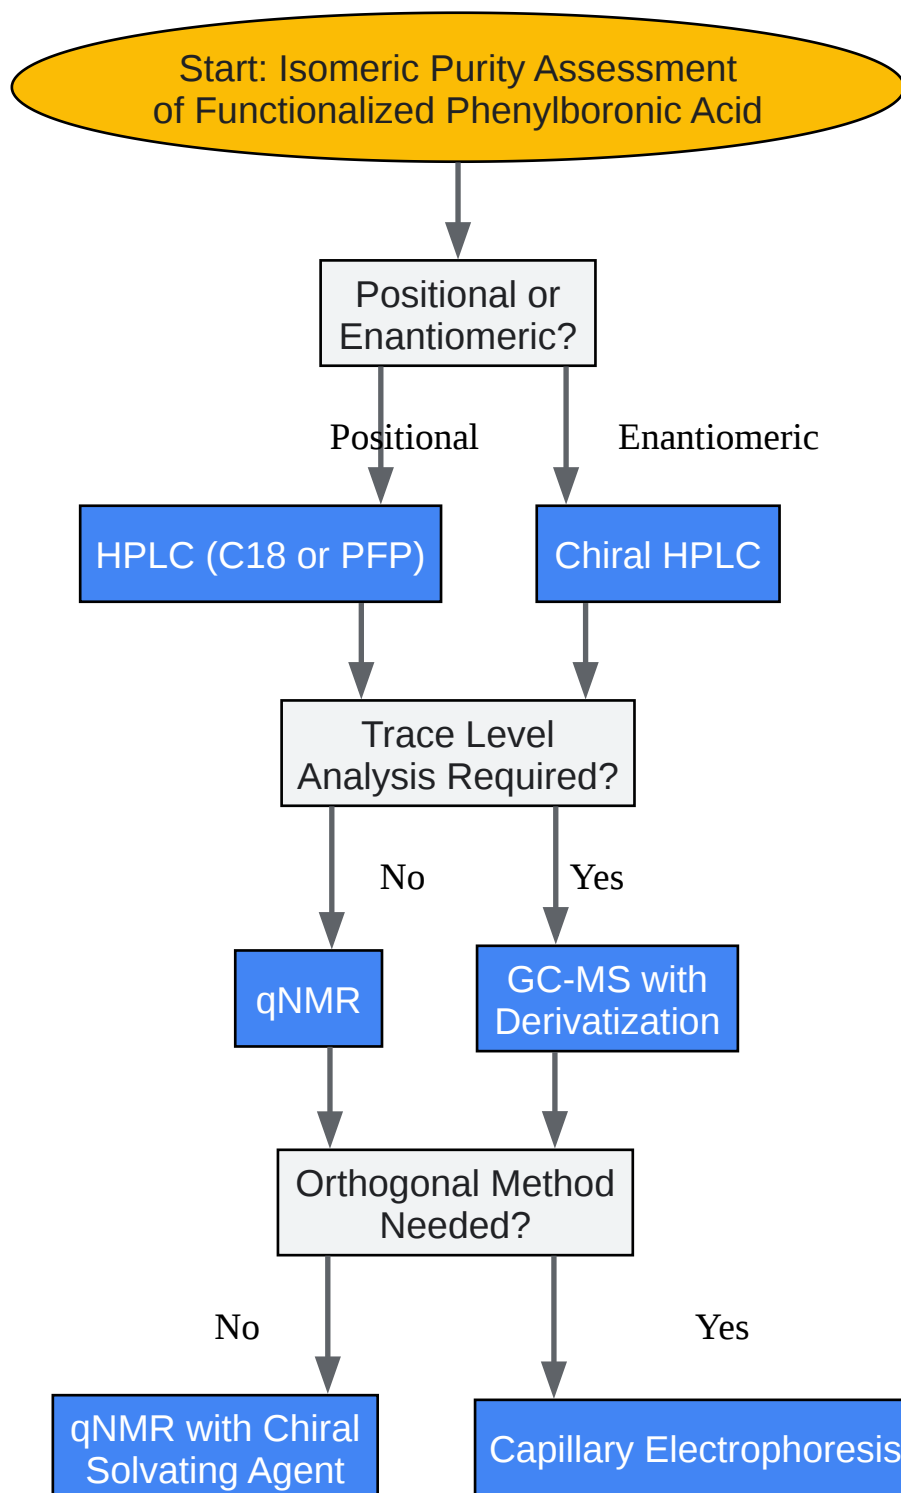 Start: Isomeric Purity Assessment
of Functionalized Phenylboronic Acid
Positional or
Enantiomeric?
Positional
Enantiomeric
HPLC (C18 or PFP)
Chiral HPLC
Trace Level
Analysis Required?
No
Yes
qNMR
GC-MS with
Derivatization
Orthogonal Method
Needed?
No
Yes
qNMR with Chiral
Solvating Agent
Capillary Electrophoresis